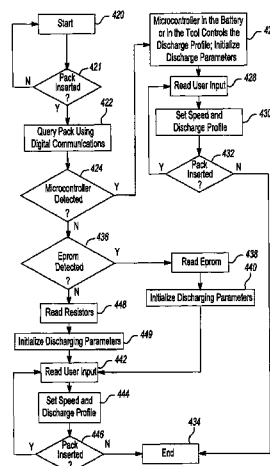 Start
420
Pack
Inserted
?
421
N
Y
422
Query Pack Using
Digital Communications
424
Microcontroller
Detected
?
Y
N
Microcontroller In the Battery
or In the Tool Controls the
Discharge Profile; Initialize
Discharge Parameters
428
Read User Input
430
Set Speed and
Discharge Profile
432
Pack
Inserted
?
Y
N
436
Eprom
Detected
?
Y
N
438
Read Eprom
440
Initialize Discharging Parameters
448
Read Resistors
449
Initialize Discharging Parameters
442
Read User Input
444
Set Speed and
Discharge Profile
446
Pack
Inserted
?
Y
N
434
End